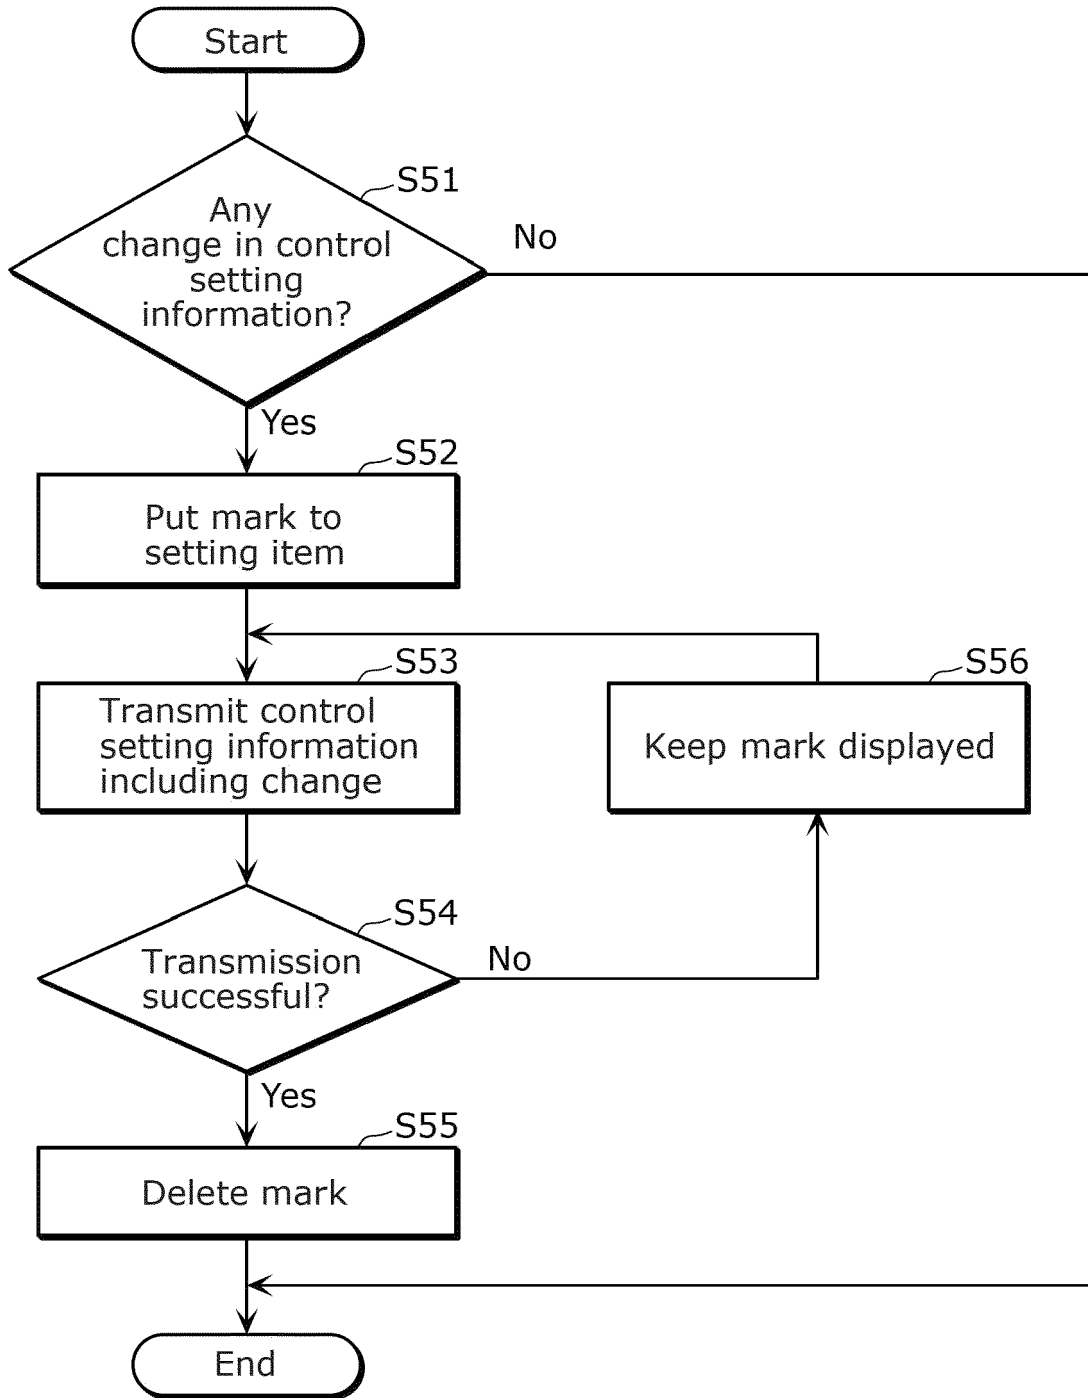 Start
S51
Any
change in control
setting
information?
No
Yes
S52
Put mark to
setting item
S53
Transmit control
setting information
including change
S56
Keep mark displayed
S54
Transmission
successful?
No
Yes
S55
Delete mark
End